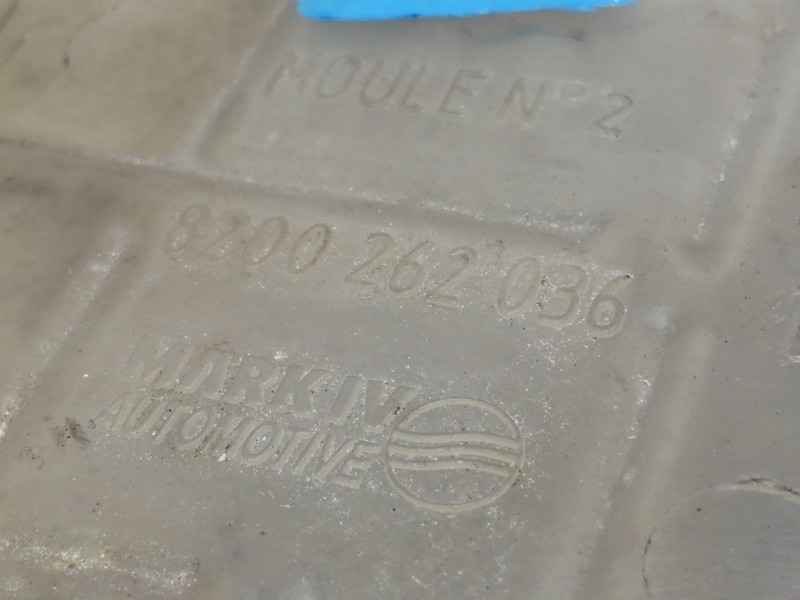 MOULE N° 2
8200 262 036
MARK IV
AUTOMOTIVE